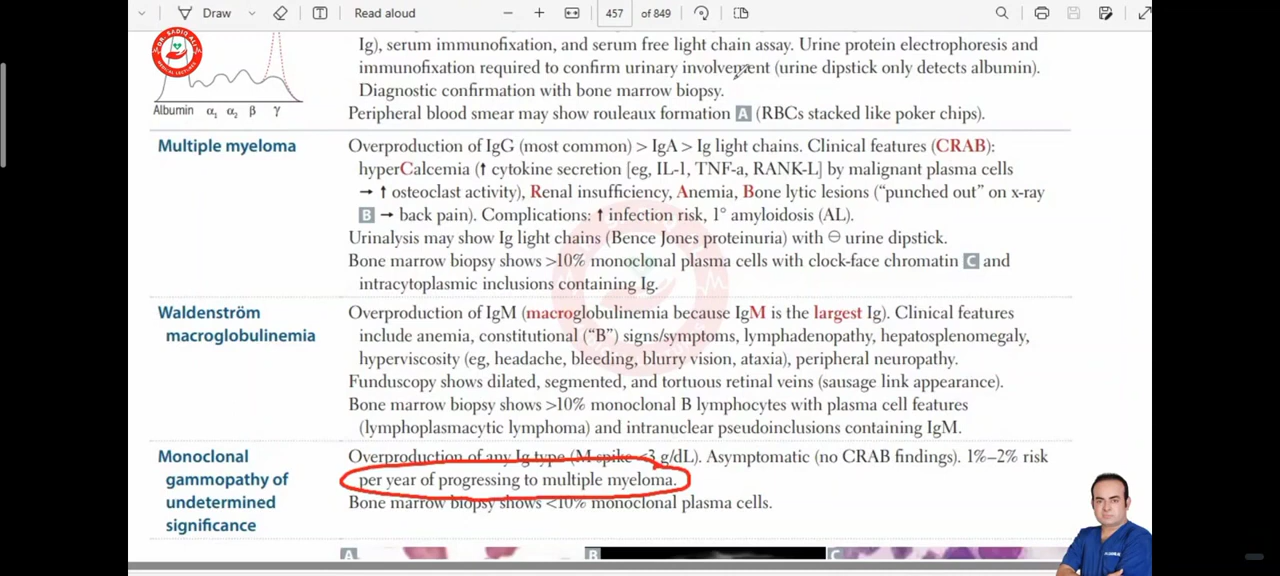 Draw
Read aloud
457 of 849
DR. SADIQ ALI
MEDICAL LECTURES
Ig), serum immunofixation, and serum free light chain assay. Urine protein electrophoresis and
immunofixation required to confirm urinary involvement (urine dipstick only detects albumin).
Diagnostic confirmation with bone marrow biopsy.
Albumin α₁ α₂ β γ
Peripheral blood smear may show rouleaux formation A (RBCs stacked like poker chips).
Multiple myeloma
Overproduction of IgG (most common) > IgA > Ig light chains. Clinical features (CRAB):
hyperCalcemia (↑ cytokine secretion [eg, IL-1, TNF-a, RANK-L] by malignant plasma cells
→ ↑ osteoclast activity), Renal insufficiency, Anemia, Bone lytic lesions (“punched out” on x-ray
B → back pain). Complications: ↑ infection risk, 1° amyloidosis (AL).
Urinalysis may show Ig light chains (Bence Jones proteinuria) with ⊖ urine dipstick.
Bone marrow biopsy shows >10% monoclonal plasma cells with clock-face chromatin C and
intracytoplasmic inclusions containing Ig.
Waldenström
macroglobulinemia
Overproduction of IgM (macroglobulinemia because IgM is the largest Ig). Clinical features
include anemia, constitutional (“B”) signs/symptoms, lymphadenopathy, hepatosplenomegaly,
hyperviscosity (eg, headache, bleeding, blurry vision, ataxia), peripheral neuropathy.
Funduscopy shows dilated, segmented, and tortuous retinal veins (sausage link appearance).
Bone marrow biopsy shows >10% monoclonal B lymphocytes with plasma cell features
(lymphoplasmacytic lymphoma) and intranuclear pseudoinclusions containing IgM.
Monoclonal
gammopathy of
undetermined
significance
Overproduction of any Ig type (M spike <3 g/dL). Asymptomatic (no CRAB findings). 1%–2% risk
per year of progressing to multiple myeloma.
Bone marrow biopsy shows <10% monoclonal plasma cells.
A
B
C